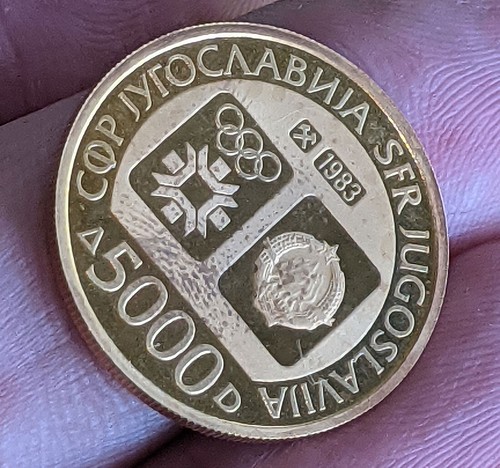 СФР ЈУГОСЛАВИЈА SFR JUGOSLAVIJA
1983
Д 5000 D